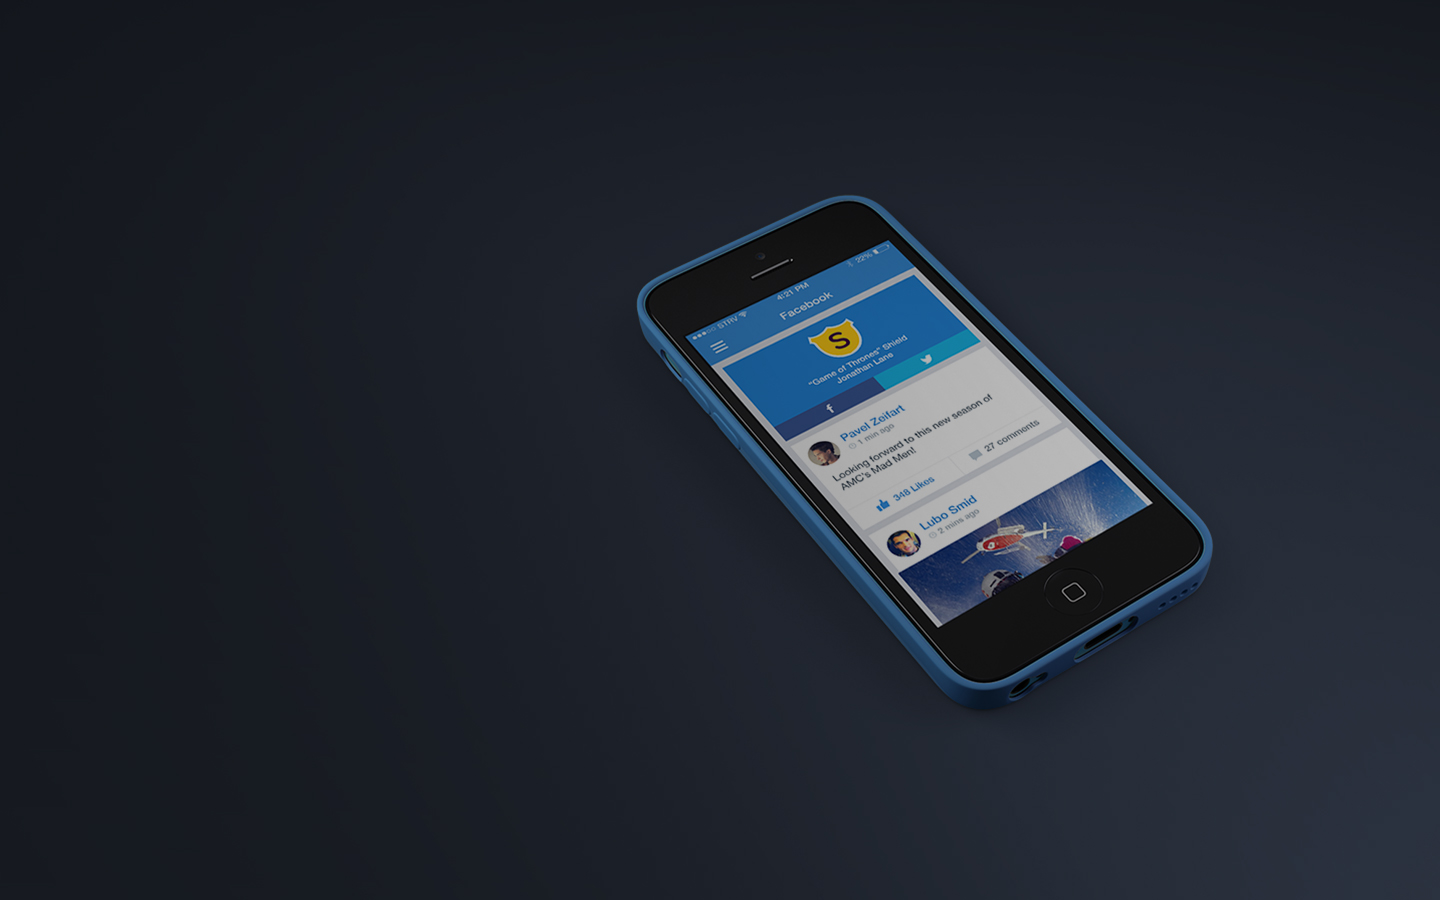 STRV
4:21 PM
22%
Facebook
S
"Game of Thrones" Shield
Jonathan Lane
f
Pavel Zeifart
1 min ago
Looking forward to this new season of
AMC's Mad Men!
348 Likes
27 comments
Lubo Smid
2 mins ago